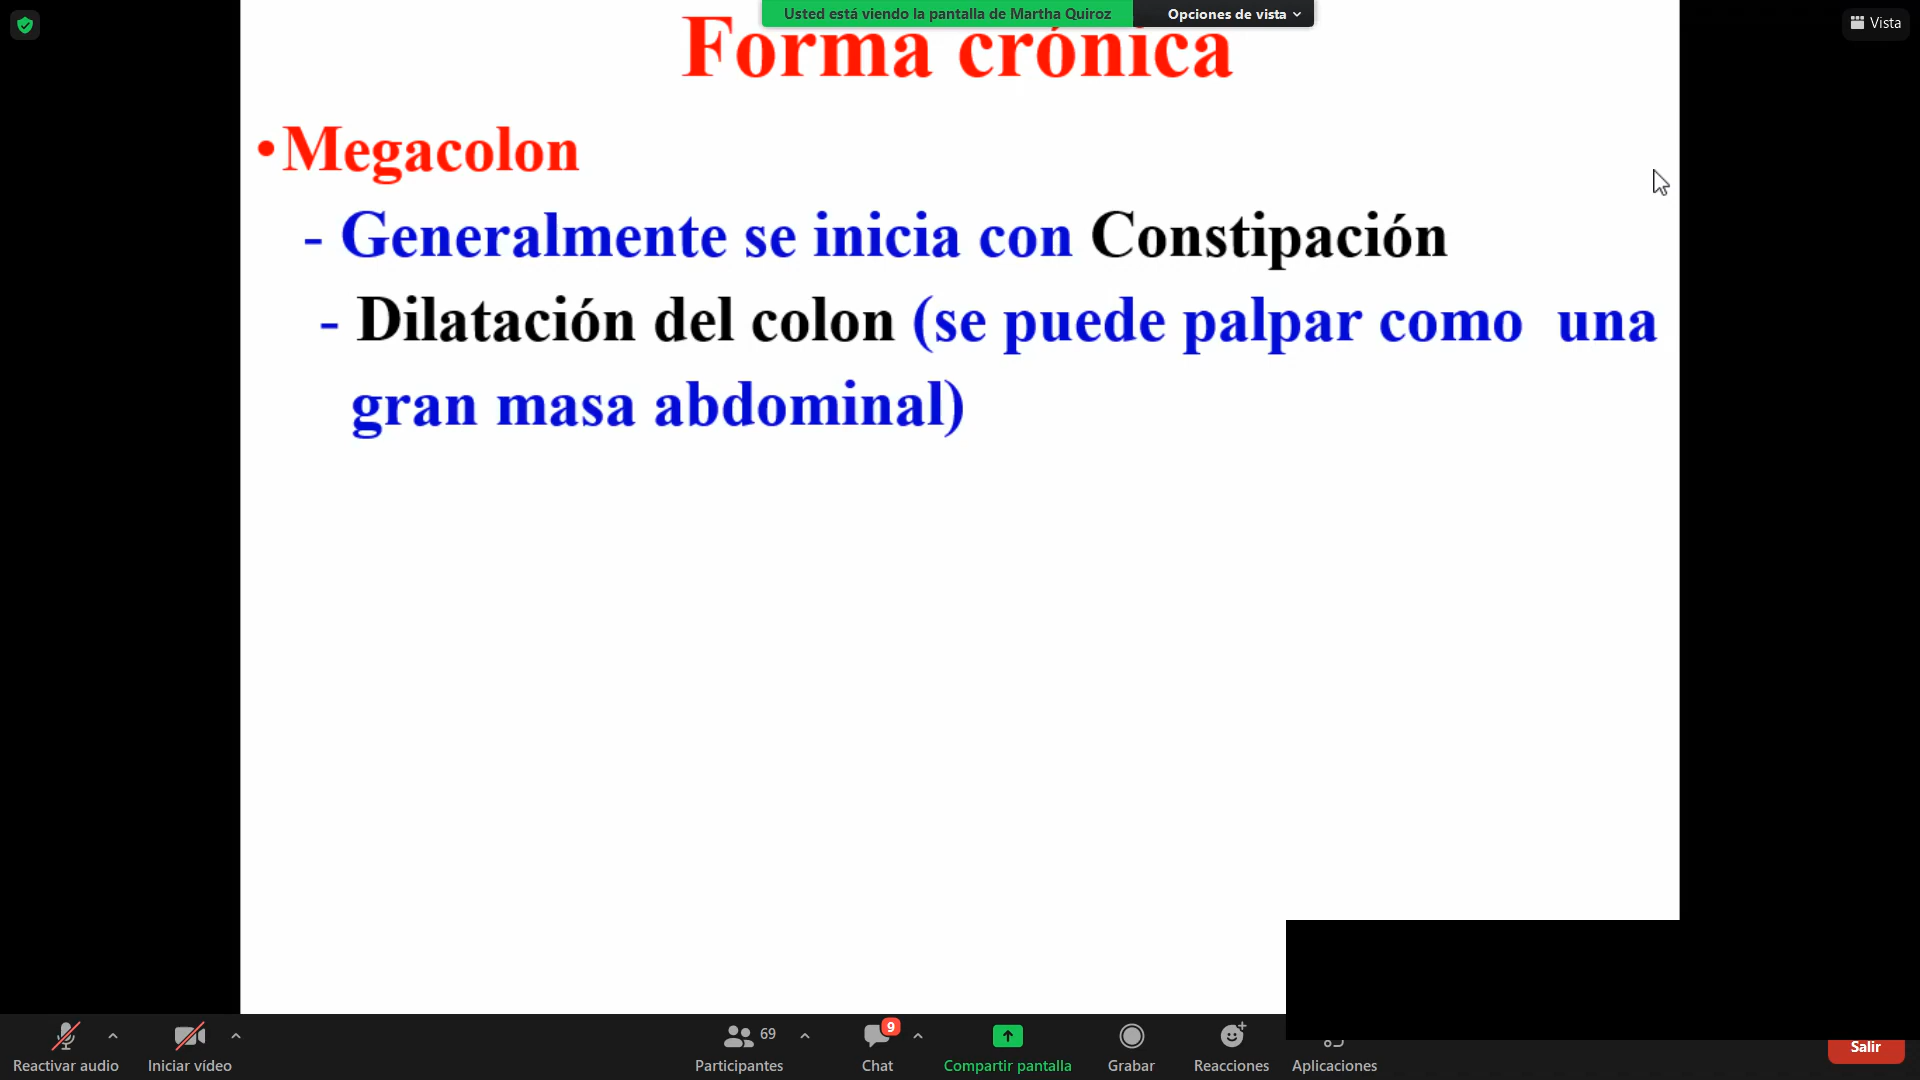 Usted está viendo la pantalla de Martha Quiroz Opciones de vista
Vista
Forma crónica
•Megacolon
- Generalmente se inicia con Constipación
- Dilatación del colon (se puede palpar como una
gran masa abdominal)
69
9
Reactivar audio Iniciar vídeo Participantes Chat Compartir pantalla Grabar Reacciones Aplicaciones Salir